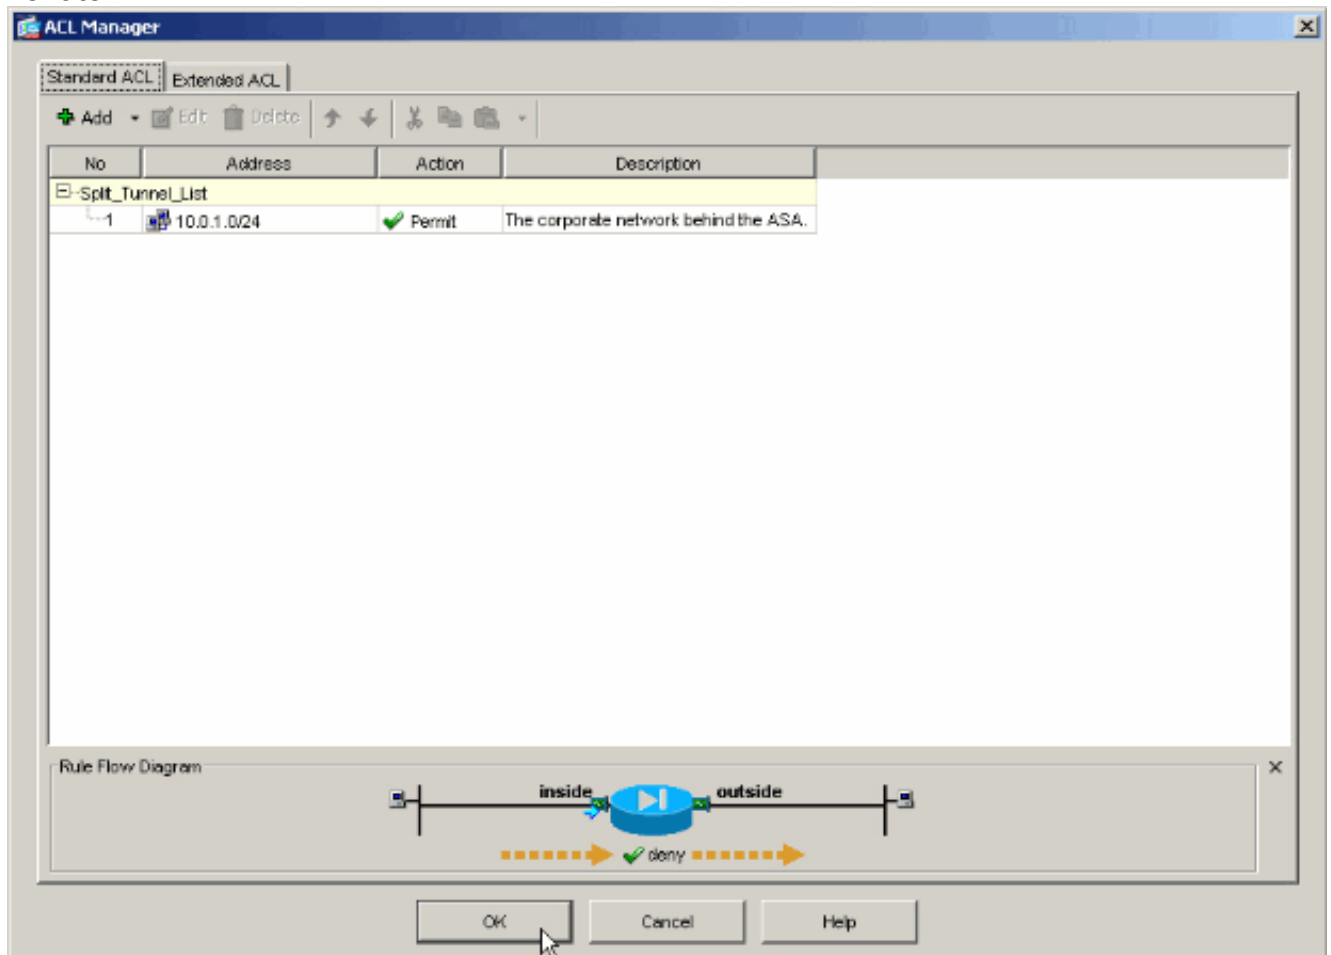 ACL Manager
Standard ACL Extended ACL
Add Edit Delete
No Address Action Description
Split_Tunnel_List
1 10.0.1.0/24 Permit The corporate network behind the ASA.
Rule Flow Diagram
inside outside
deny
OK Cancel Help